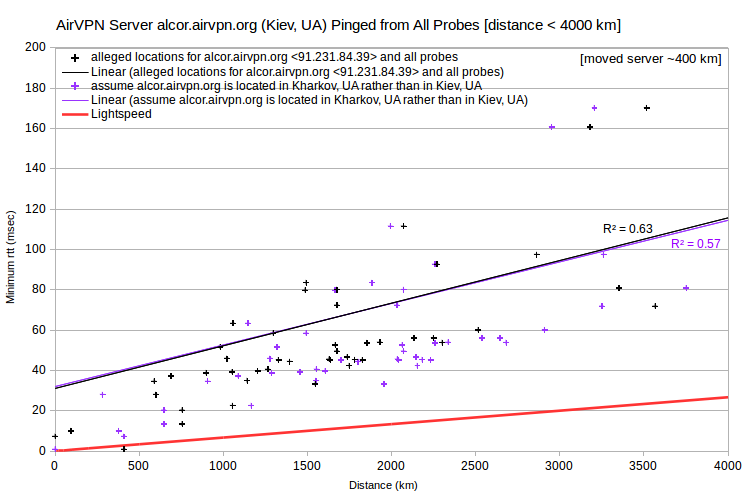 AirVPN Server alcor.airvpn.org (Kiev, UA) Pinged from All Probes [distance < 4000 km]
[moved server ~400 km]
alleged locations for alcor.airvpn.org <91.231.84.39> and all probes
Linear (alleged locations for alcor.airvpn.org <91.231.84.39> and all probes)
assume alcor.airvpn.org is located in Kharkov, UA rather than in Kiev, UA
Linear (assume alcor.airvpn.org is located in Kharkov, UA rather than in Kiev, UA)
Lightspeed
R² = 0.63
R² = 0.57
Minimum rtt (msec)
200
180
160
140
120
100
80
60
40
20
0
0 500 1000 1500 2000 2500 3000 3500 4000
Distance (km)